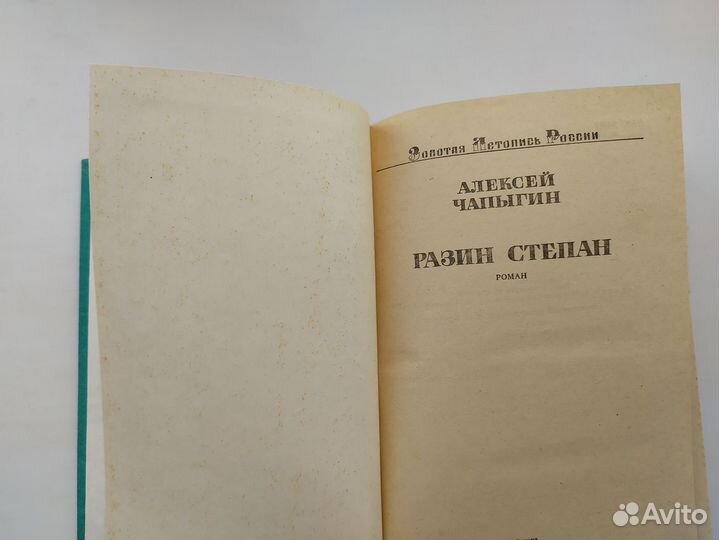 Золотая Летопись России
АЛЕКСЕЙ
ЧАПЫГИН
РАЗИН СТЕПАН
РОМАН
Avito